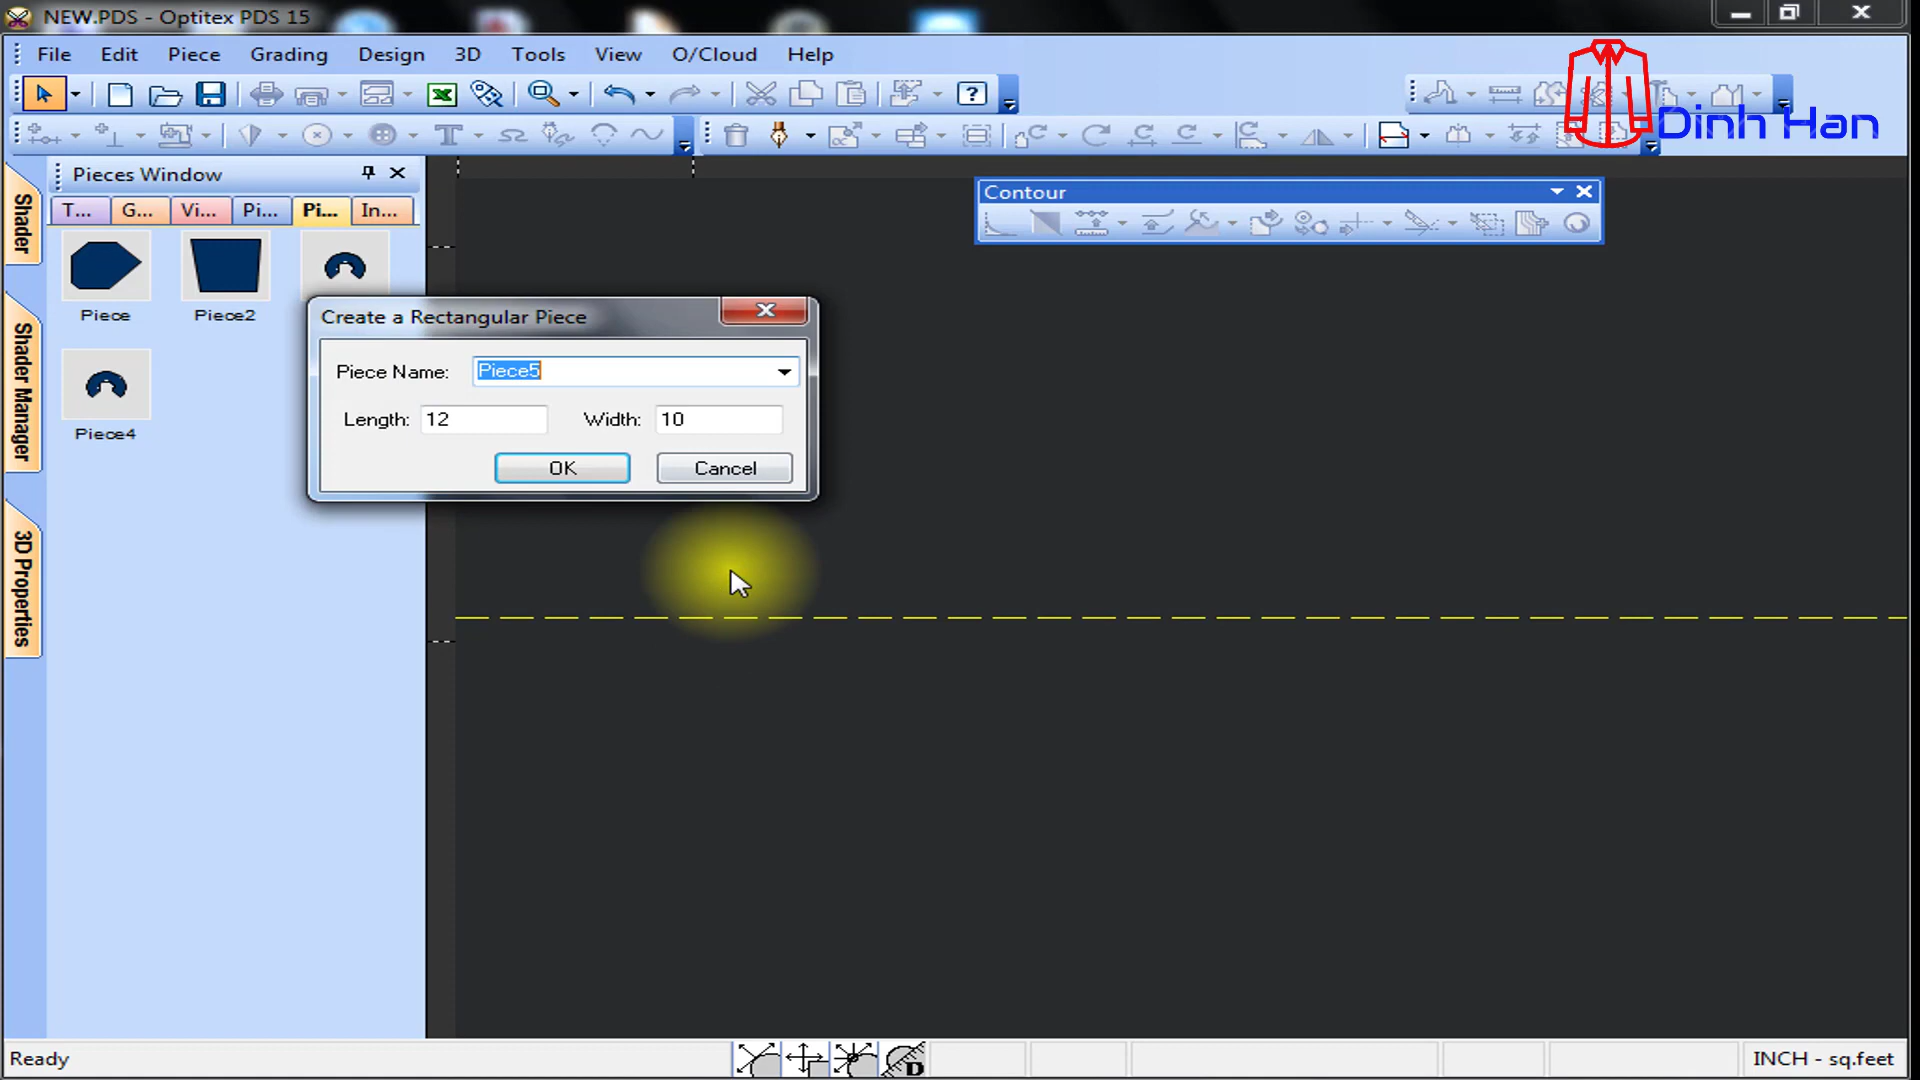 NEW.PDS - Optitex PDS 15
File Edit Piece Grading Design 3D Tools View O/Cloud Help
Dinh Han
Pieces Window
T... G... Vi... Pi... Pi... In...
Contour
Shader
Shader Manager
3D Properties
Piece Piece2
Piece4
Create a Rectangular Piece
Piece Name: Piece5
Length: 12 Width: 10
OK Cancel
D
Ready
INCH - sq.feet